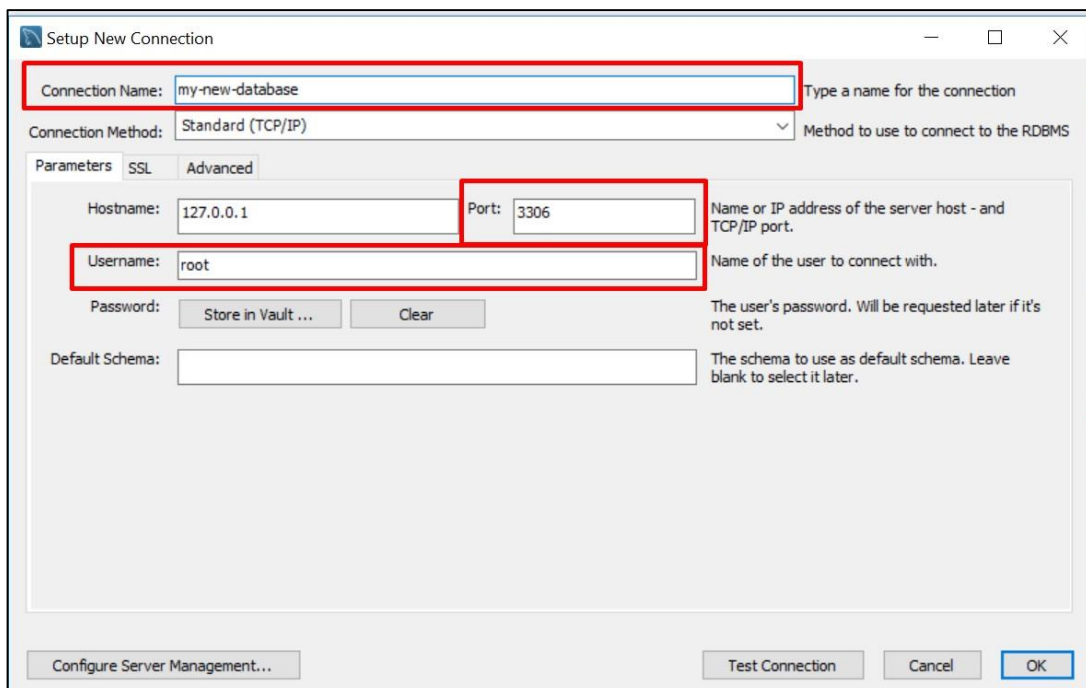 Setup New Connection
Connection Name: my-new-database Type a name for the connection
Connection Method: Standard (TCP/IP) Method to use to connect to the RDBMS
Parameters SSL Advanced
Hostname: 127.0.0.1 Port: 3306 Name or IP address of the server host - and
TCP/IP port.
Username: root Name of the user to connect with.
Password: Store in Vault ... Clear The user's password. Will be requested later if it's
not set.
Default Schema: The schema to use as default schema. Leave
blank to select it later.
Configure Server Management... Test Connection Cancel OK